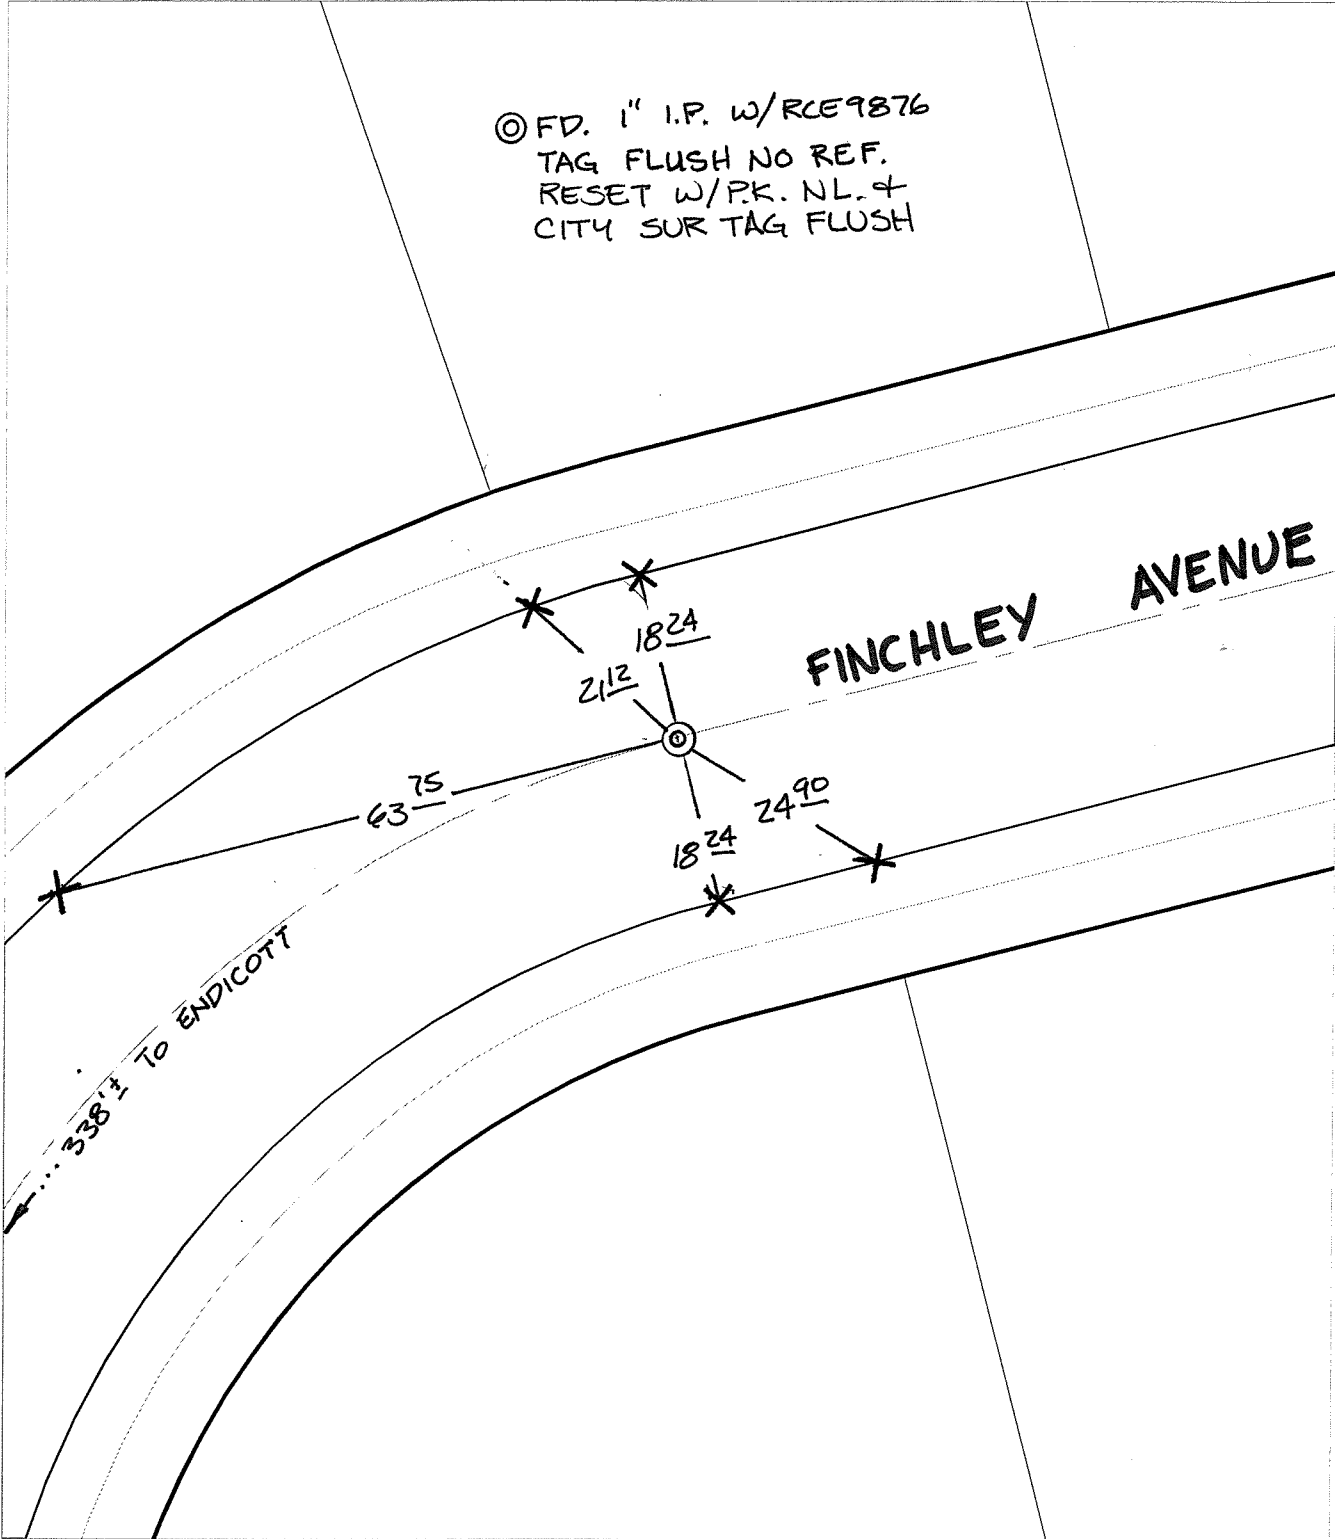 FD. 1" I.P. W/RCE9876
TAG FLUSH NO REF.
RESET W/P.K. NL. &
CITY SUR TAG FLUSH
FINCHLEY AVENUE
18 24
21 12
63 75
24 90
18 24
338'± TO ENDICOTT